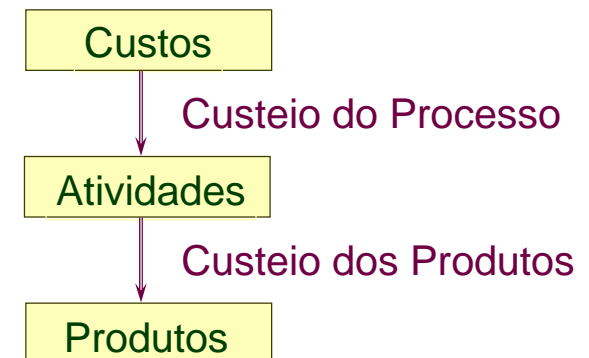 Custos
Custeio do Processo
Atividades
Custeio dos Produtos
Produtos